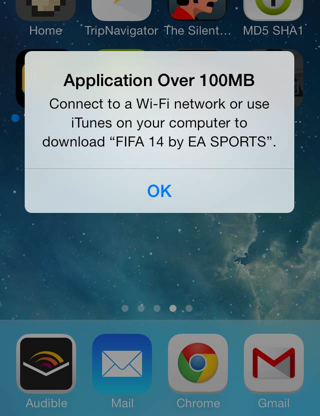 Home TripNavigator The Silent... MD5 SHA1
Application Over 100MB
Connect to a Wi-Fi network or use
iTunes on your computer to
download “FIFA 14 by EA SPORTS”.
OK
Audible Mail Chrome Gmail